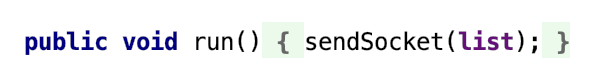 public void run() { sendSocket(list); }